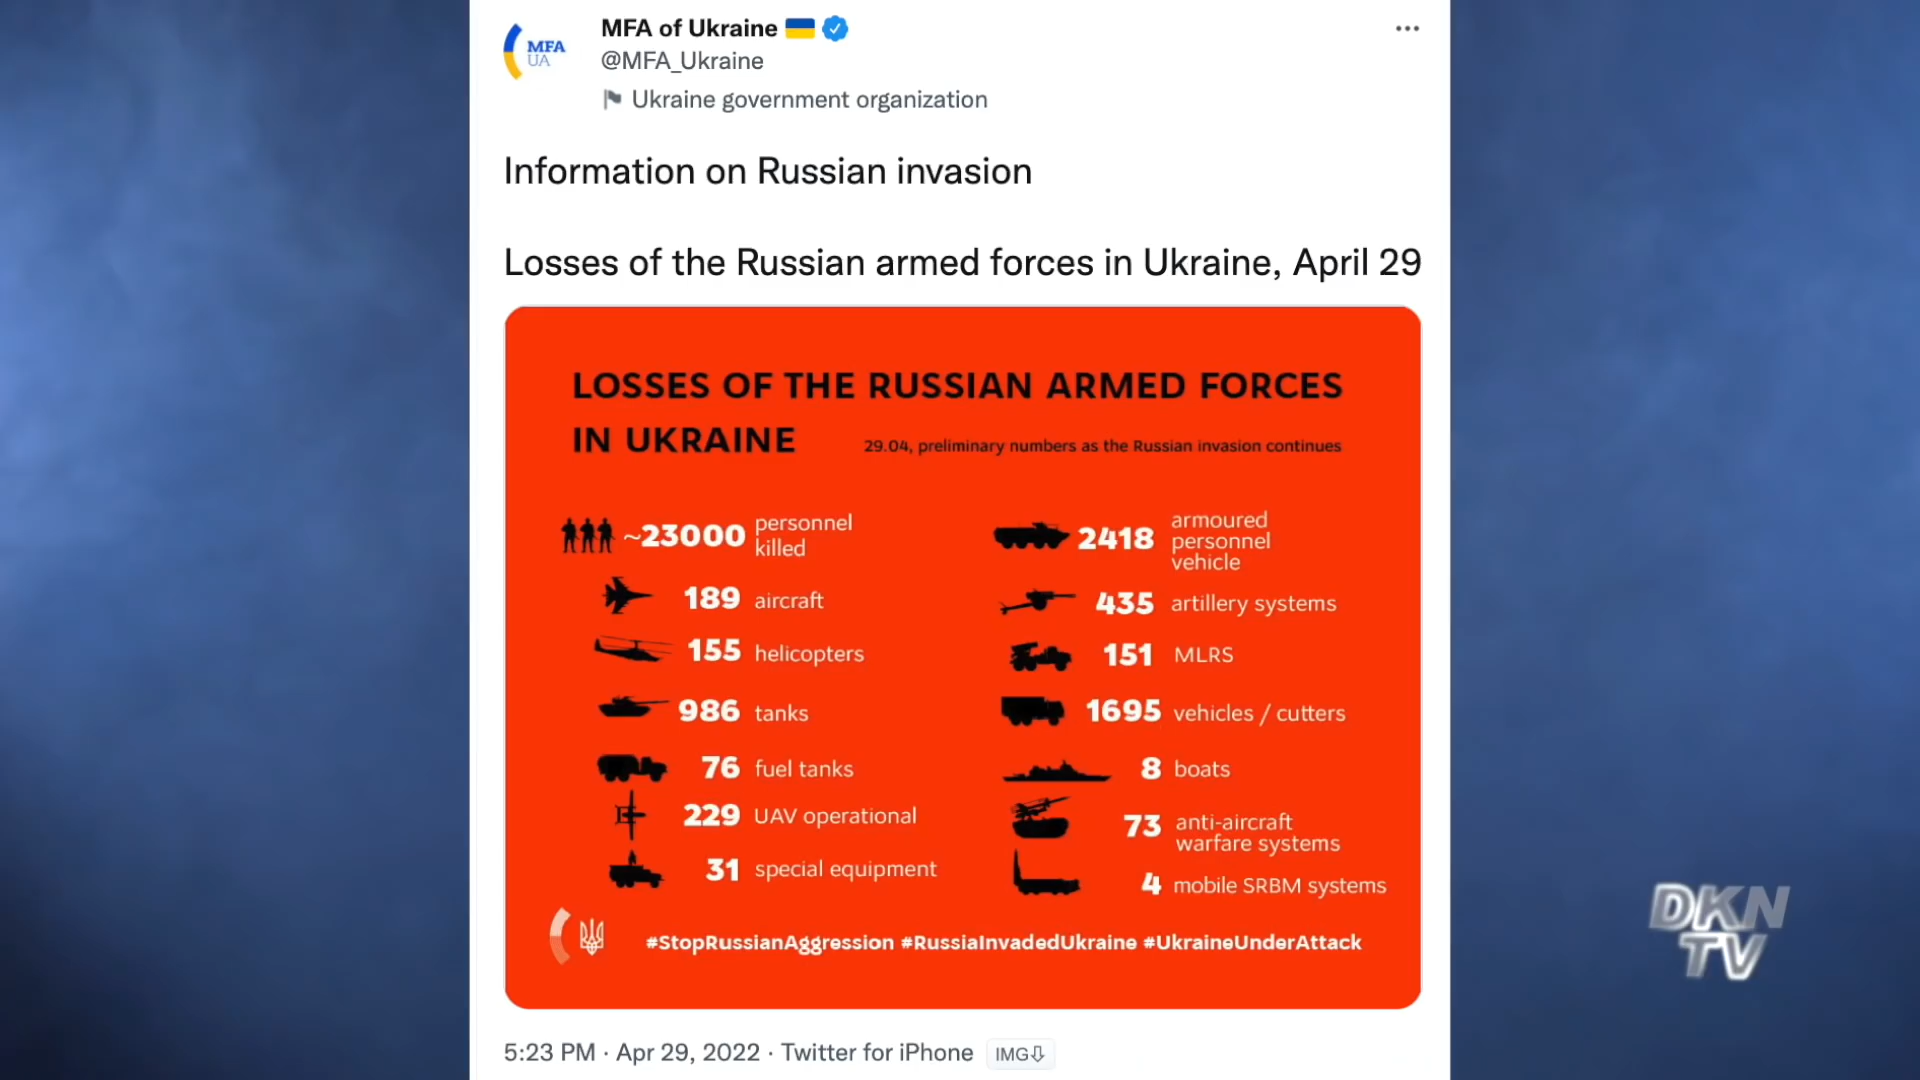 MFA of Ukraine
MFA
UA
@MFA_Ukraine
Ukraine government organization
Information on Russian invasion
Losses of the Russian armed forces in Ukraine, April 29
LOSSES OF THE RUSSIAN ARMED FORCES
IN UKRAINE
29.04, preliminary numbers as the Russian invasion continues
~23000 personnel killed
189 aircraft
155 helicopters
986 tanks
76 fuel tanks
229 UAV operational
31 special equipment
2418 armoured personnel vehicle
435 artillery systems
151 MLRS
1695 vehicles / cutters
8 boats
73 anti-aircraft warfare systems
4 mobile SRBM systems
#StopRussianAggression #RussiaInvadedUkraine #UkraineUnderAttack
5:23 PM · Apr 29, 2022 · Twitter for iPhone IMG
DKN
TV